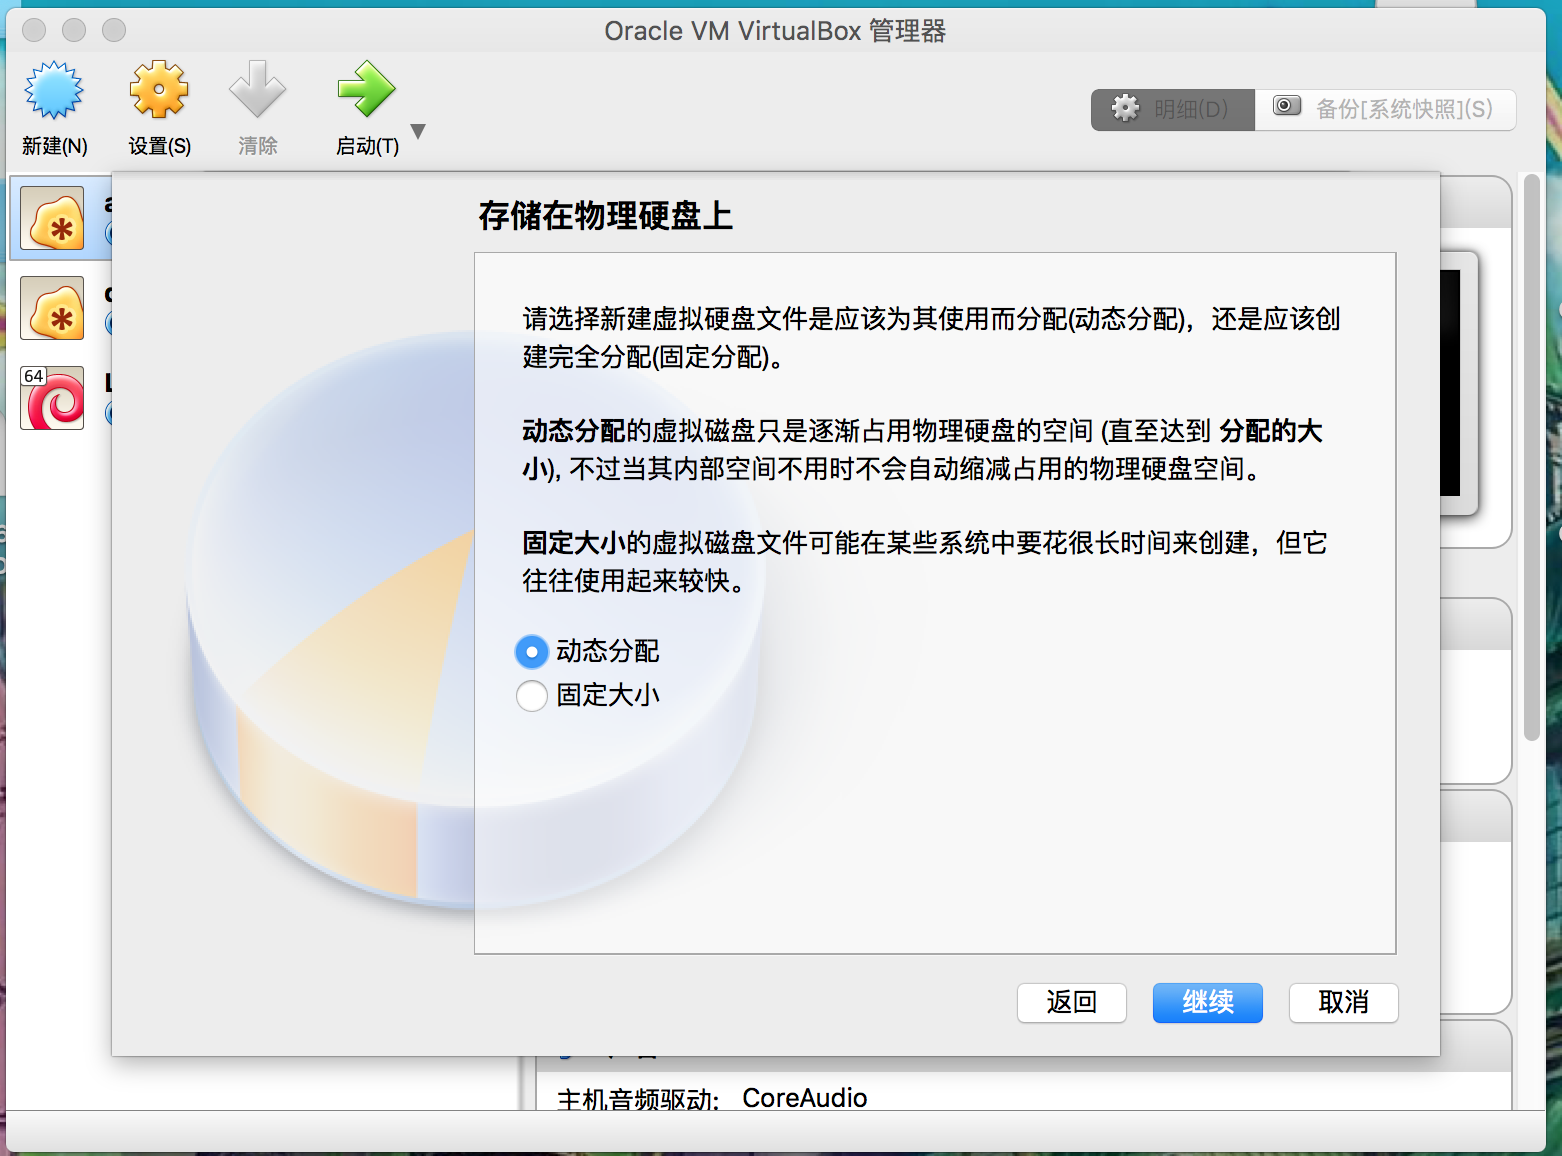 Oracle VM VirtualBox 管理器
新建(N)
设置(S)
清除
启动(T)
明细(D)
备份[系统快照](S)
64
存储在物理硬盘上
请选择新建虚拟硬盘文件是应该为其使用而分配(动态分配)，还是应该创
建完全分配(固定分配)。
动态分配的虚拟磁盘只是逐渐占用物理硬盘的空间 (直至达到 分配的大
小), 不过当其内部空间不用时不会自动缩减占用的物理硬盘空间。
固定大小的虚拟磁盘文件可能在某些系统中要花很长时间来创建，但它
往往使用起来较快。
动态分配
固定大小
返回
继续
取消
主机音频驱动: CoreAudio